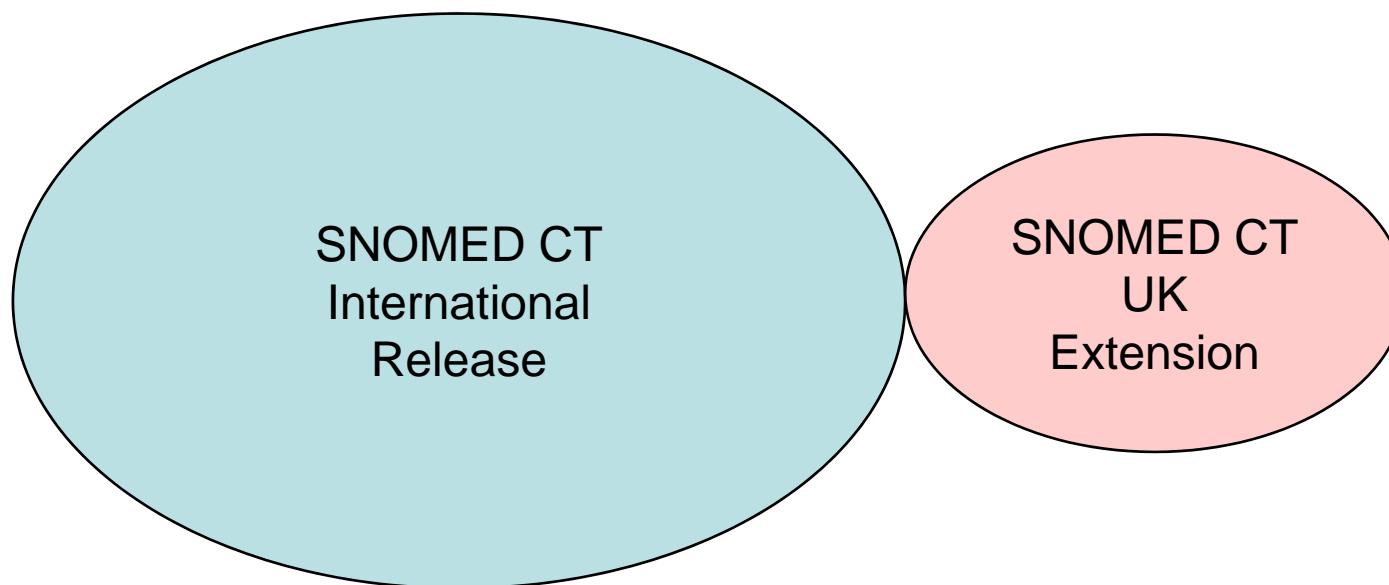 SNOMED CT
International
Release
SNOMED CT
UK
Extension